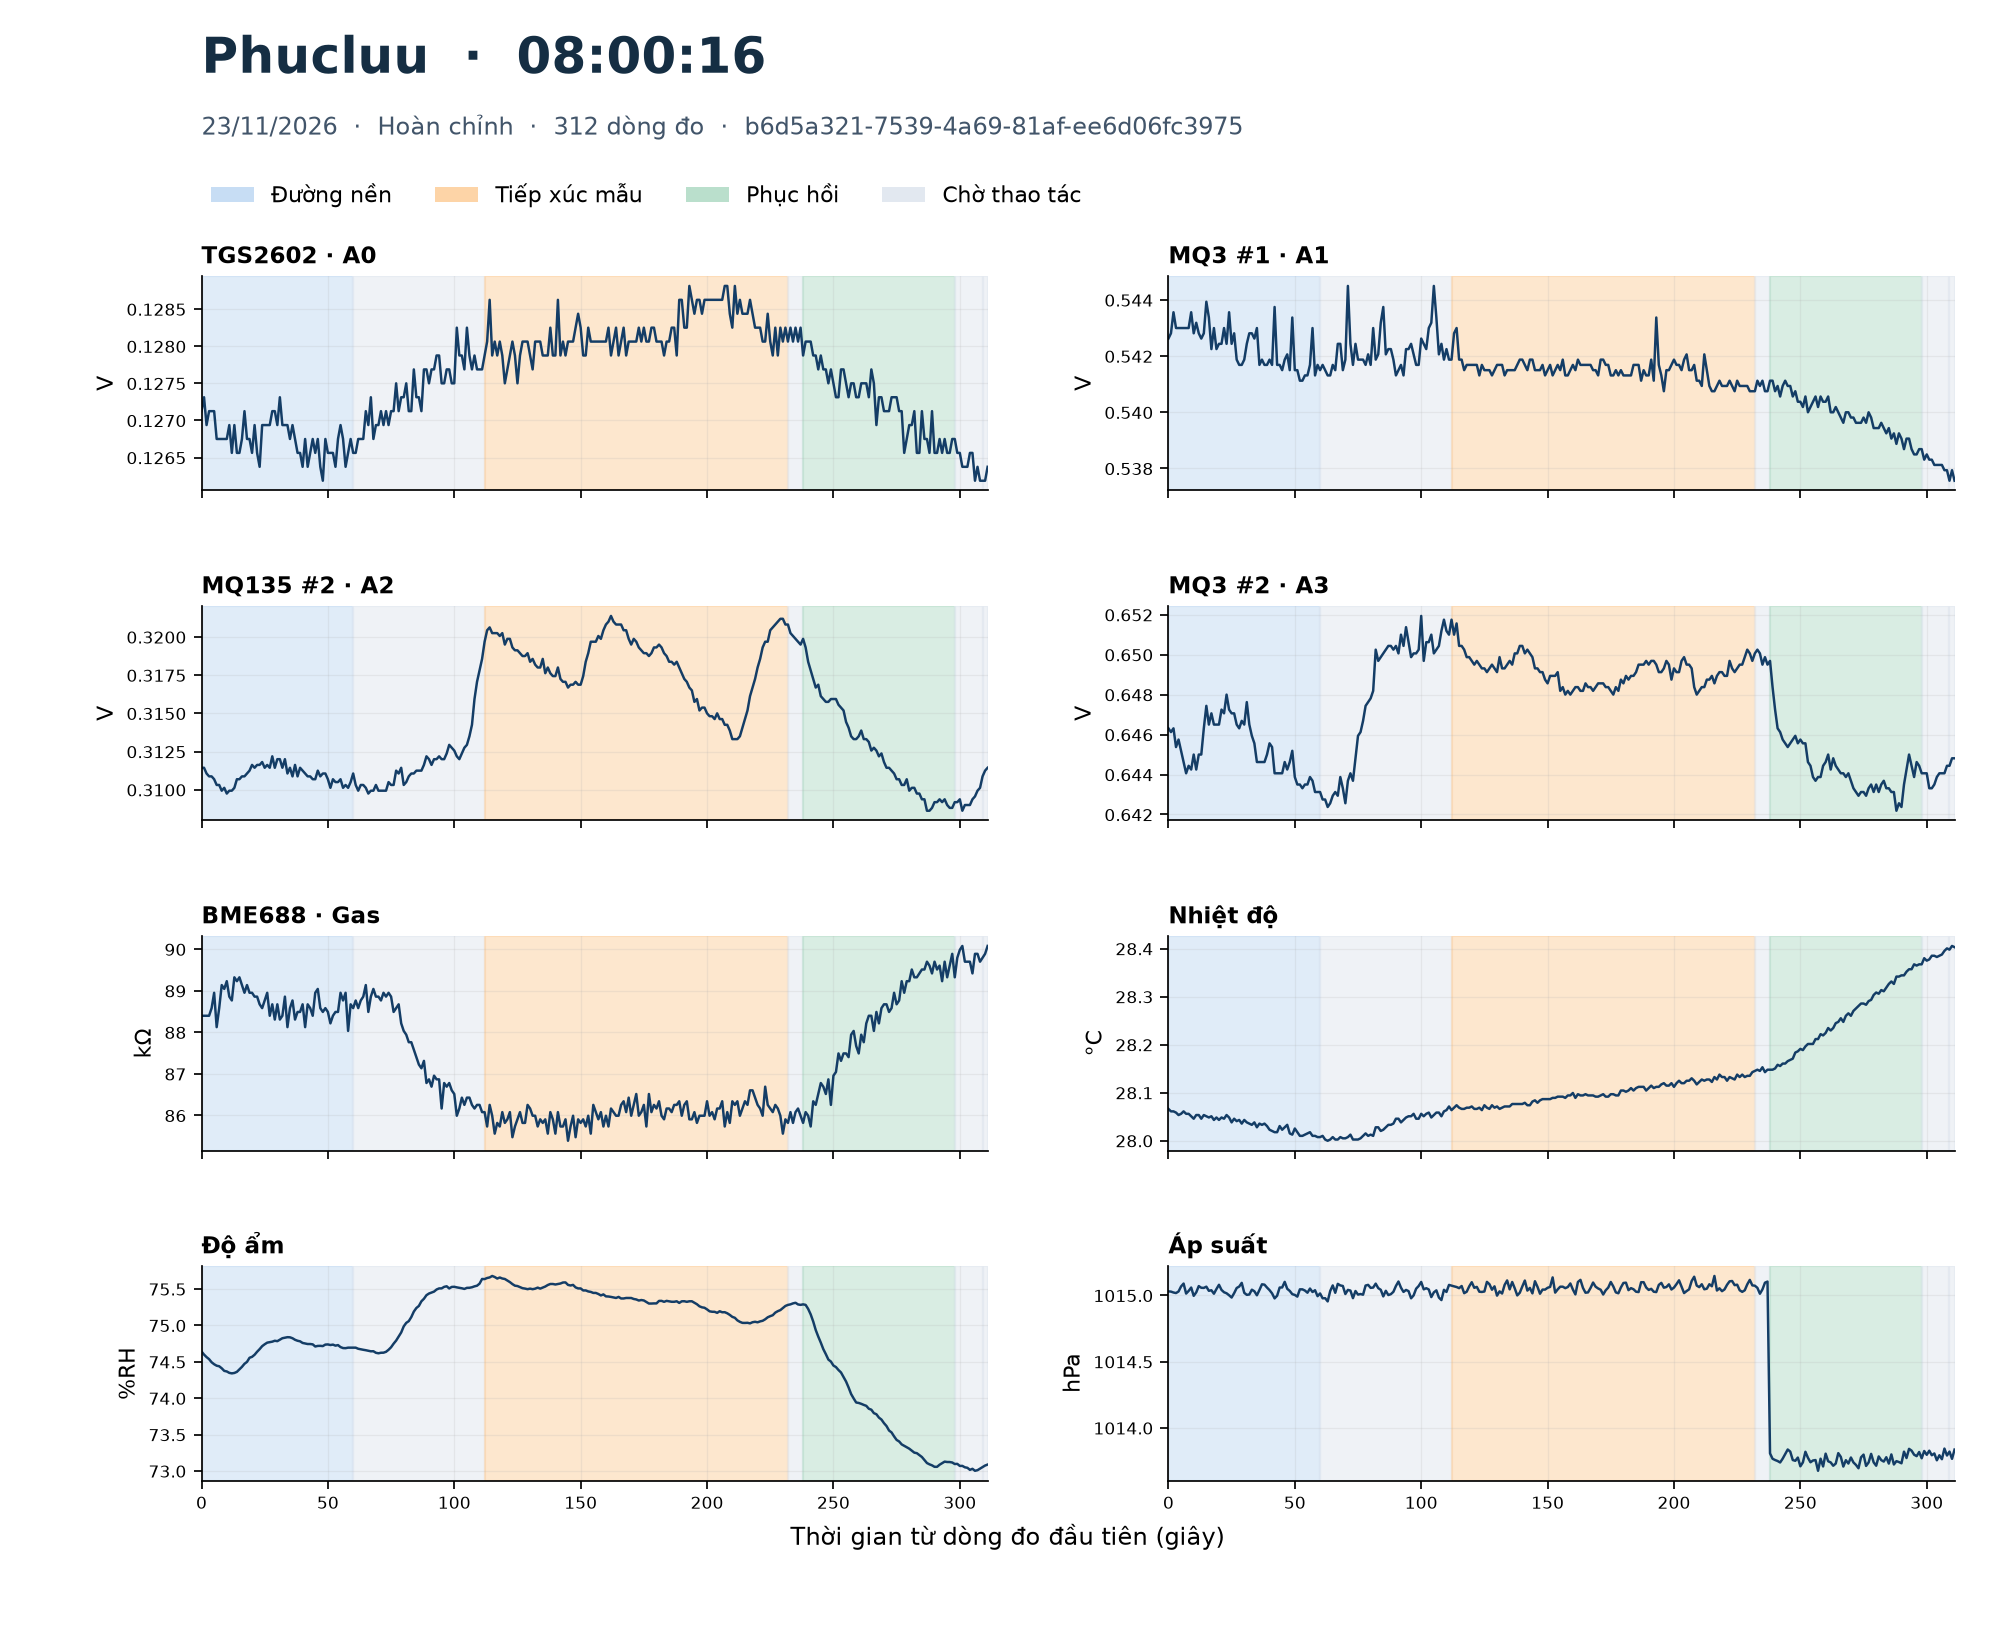 Phucluu · 08:00:16
23/11/2026 · Hoàn chỉnh · 312 dòng đo · b6d5a321-7539-4a69-81af-ee6d06fc3975
Đường nền Tiếp xúc mẫu Phục hồi Chờ thao tác
TGS2602 · A0
V
0.1285
0.1280
0.1275
0.1270
0.1265
MQ3 #1 · A1
V
0.544
0.542
0.540
0.538
MQ135 #2 · A2
V
0.3200
0.3175
0.3150
0.3125
0.3100
MQ3 #2 · A3
V
0.652
0.650
0.648
0.646
0.644
0.642
BME688 · Gas
kΩ
90
89
88
87
86
Nhiệt độ
°C
28.4
28.3
28.2
28.1
28.0
Độ ẩm
%RH
75.5
75.0
74.5
74.0
73.5
73.0
0 50 100 150 200 250 300
Áp suất
hPa
1015.0
1014.5
1014.0
0 50 100 150 200 250 300
Thời gian từ dòng đo đầu tiên (giây)